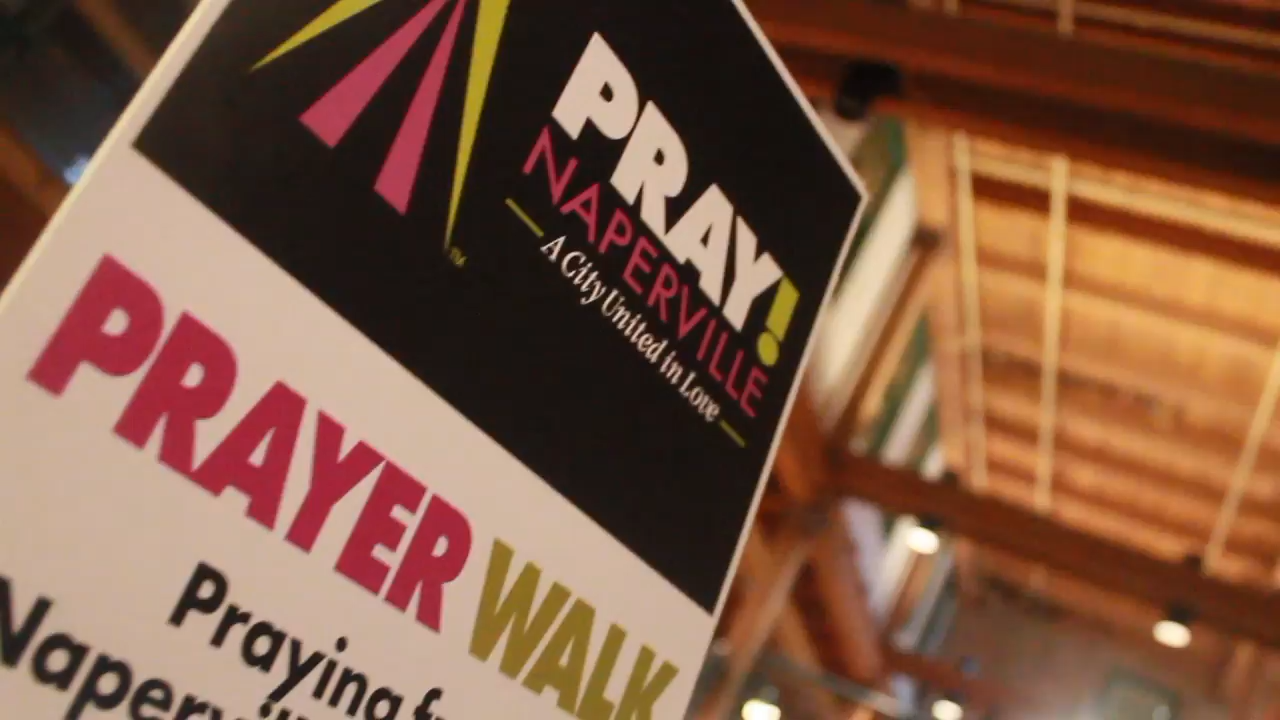 PRAY!
NAPERVILLE
A City United in Love
PRAYER WALK
Praying